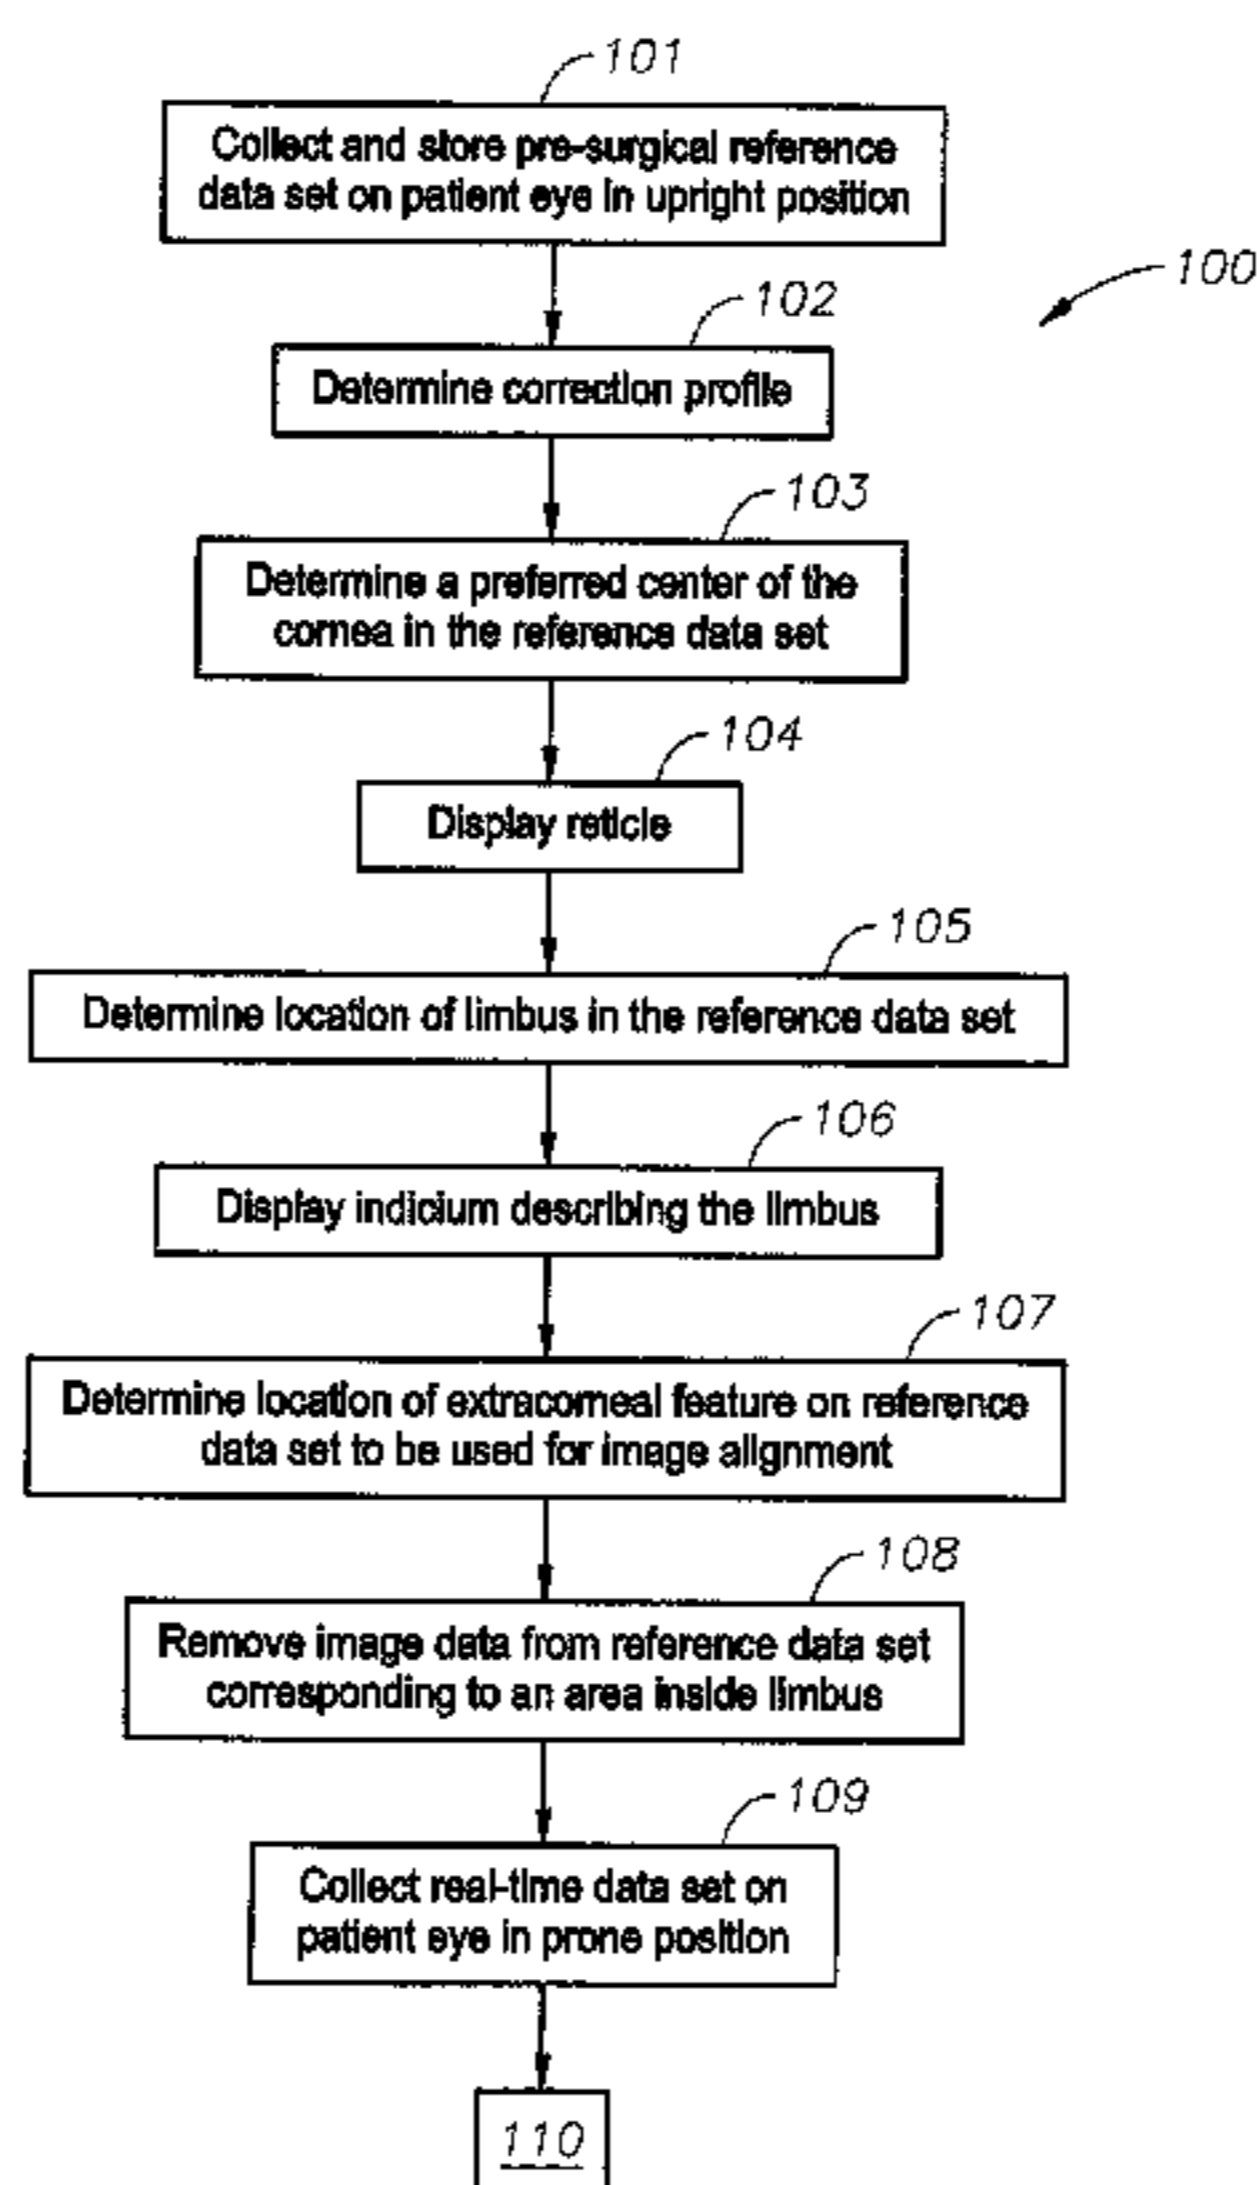 101
Collect and store pre-surgical reference
data set on patient eye in upright position
100
102
Determine correction profile
103
Determine a preferred center of the
cornea in the reference data set
104
Display reticle
105
Determine location of limbus in the reference data set
106
Display indicium describing the limbus
107
Determine location of extracorneal feature on reference
data set to be used for image alignment
108
Remove image data from reference data set
corresponding to an area inside limbus
109
Collect real-time data set on
patient eye in prone position
110